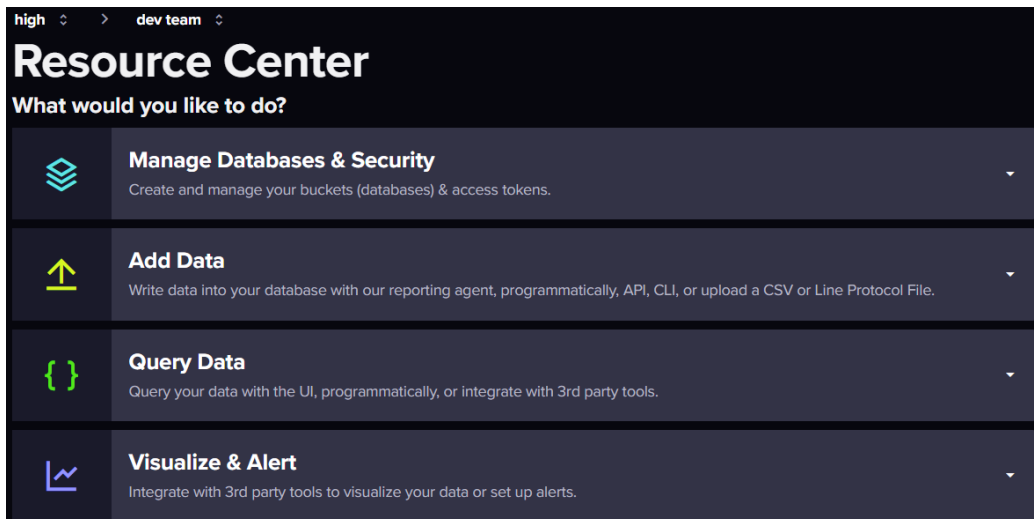 high > dev team
Resource Center
What would you like to do?
Manage Databases & Security
Create and manage your buckets (databases) & access tokens.
Add Data
Write data into your database with our reporting agent, programmatically, API, CLI, or upload a CSV or Line Protocol File.
{ } Query Data
Query your data with the UI, programmatically, or integrate with 3rd party tools.
Visualize & Alert
Integrate with 3rd party tools to visualize your data or set up alerts.